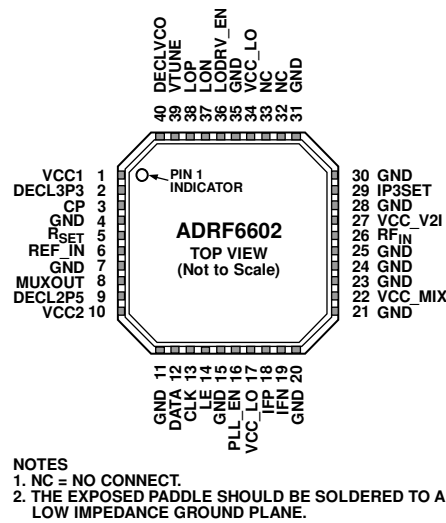 DECLVCO
VTUNE
LOP
LON
LODRV_EN
GND
VCC_LO
NC
NC
GND
40 39 38 37 36 35 34 33 32 31
VCC1 1
DECL3P3 2
CP 3
GND 4
RSET 5
REF_IN 6
GND 7
MUXOUT 8
DECL2P5 9
VCC2 10
PIN 1
INDICATOR
ADRF6602
TOP VIEW
(Not to Scale)
30 GND
29 IP3SET
28 GND
27 VCC_V2I
26 RFIN
25 GND
24 GND
23 GND
22 VCC_MIX
21 GND
11 12 13 14 15 16 17 18 19 20
GND
DATA
CLK
LE
GND
PLL_EN
VCC_LO
IFP
IFN
GND
NOTES
1. NC = NO CONNECT.
2. THE EXPOSED PADDLE SHOULD BE SOLDERED TO A
LOW IMPEDANCE GROUND PLANE.